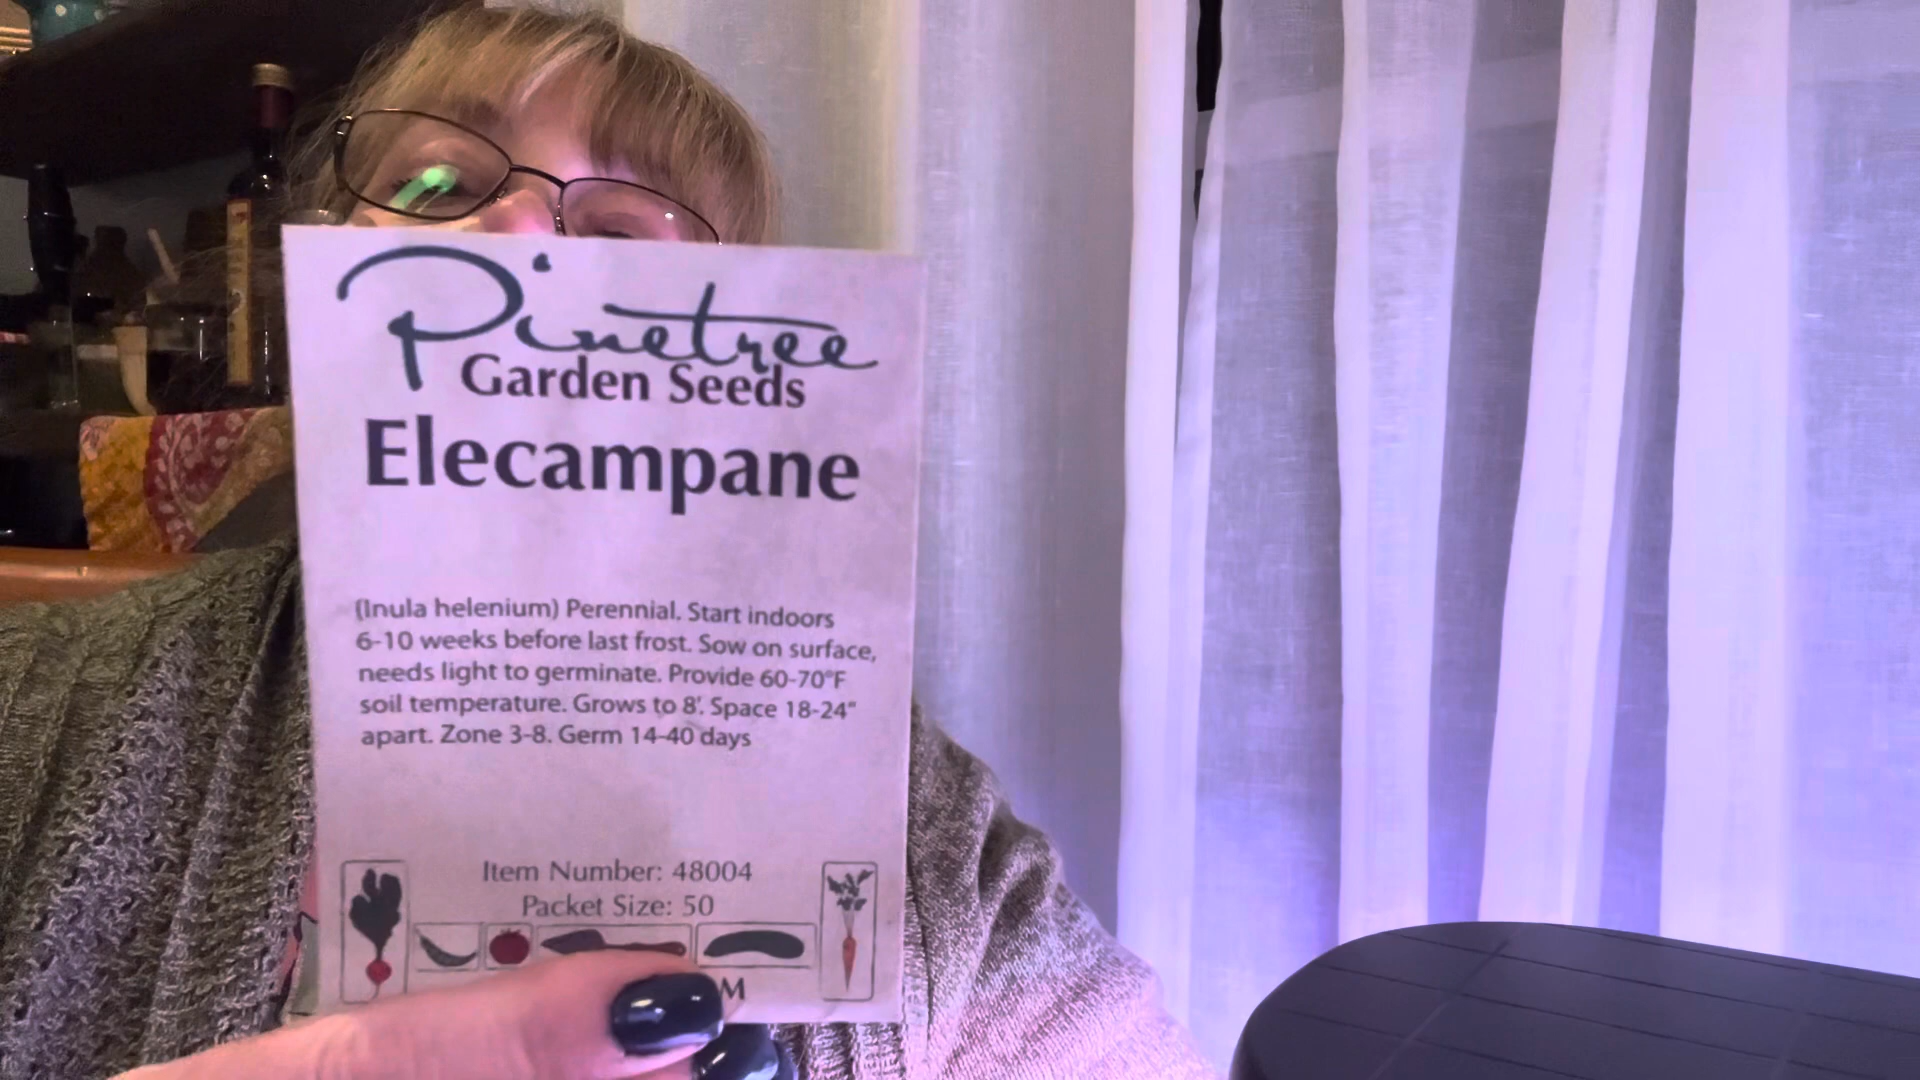 Pinetree
Garden Seeds
Elecampane
(Inula helenium) Perennial. Start indoors
6-10 weeks before last frost. Sow on surface,
needs light to germinate. Provide 60-70°F
soil temperature. Grows to 8'. Space 18-24"
apart. Zone 3-8. Germ 14-40 days
Item Number: 48004
Packet Size: 50